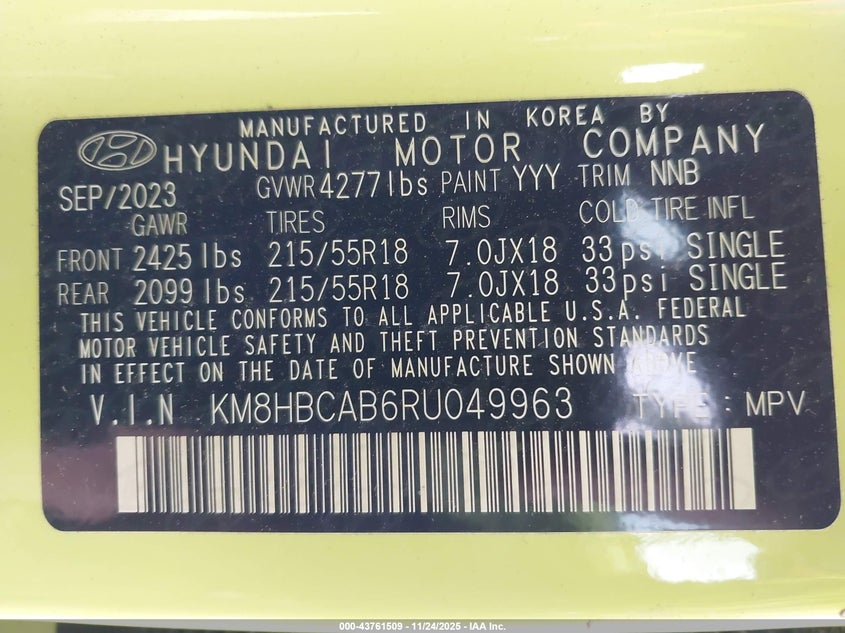 MANUFACTURED IN KOREA BY
HYUNDAI MOTOR COMPANY
SEP/2023 GVWR 4277 lbs PAINT YYY TRIM NNB
GAWR TIRES RIMS COLD TIRE INFL
FRONT 2425 lbs 215/55R18 7.0JX18 33 psi SINGLE
REAR 2099 lbs 215/55R18 7.0JX18 33 psi SINGLE
THIS VEHICLE CONFORMS TO ALL APPLICABLE U.S.A. FEDERAL
MOTOR VEHICLE SAFETY AND THEFT PREVENTION STANDARDS
IN EFFECT ON THE DATE OF MANUFACTURE SHOWN ABOVE
V.I.N KM8HBCAB6RU049963 TYPE : MPV
000-43761509 - 11/24/2025 - IAA Inc.